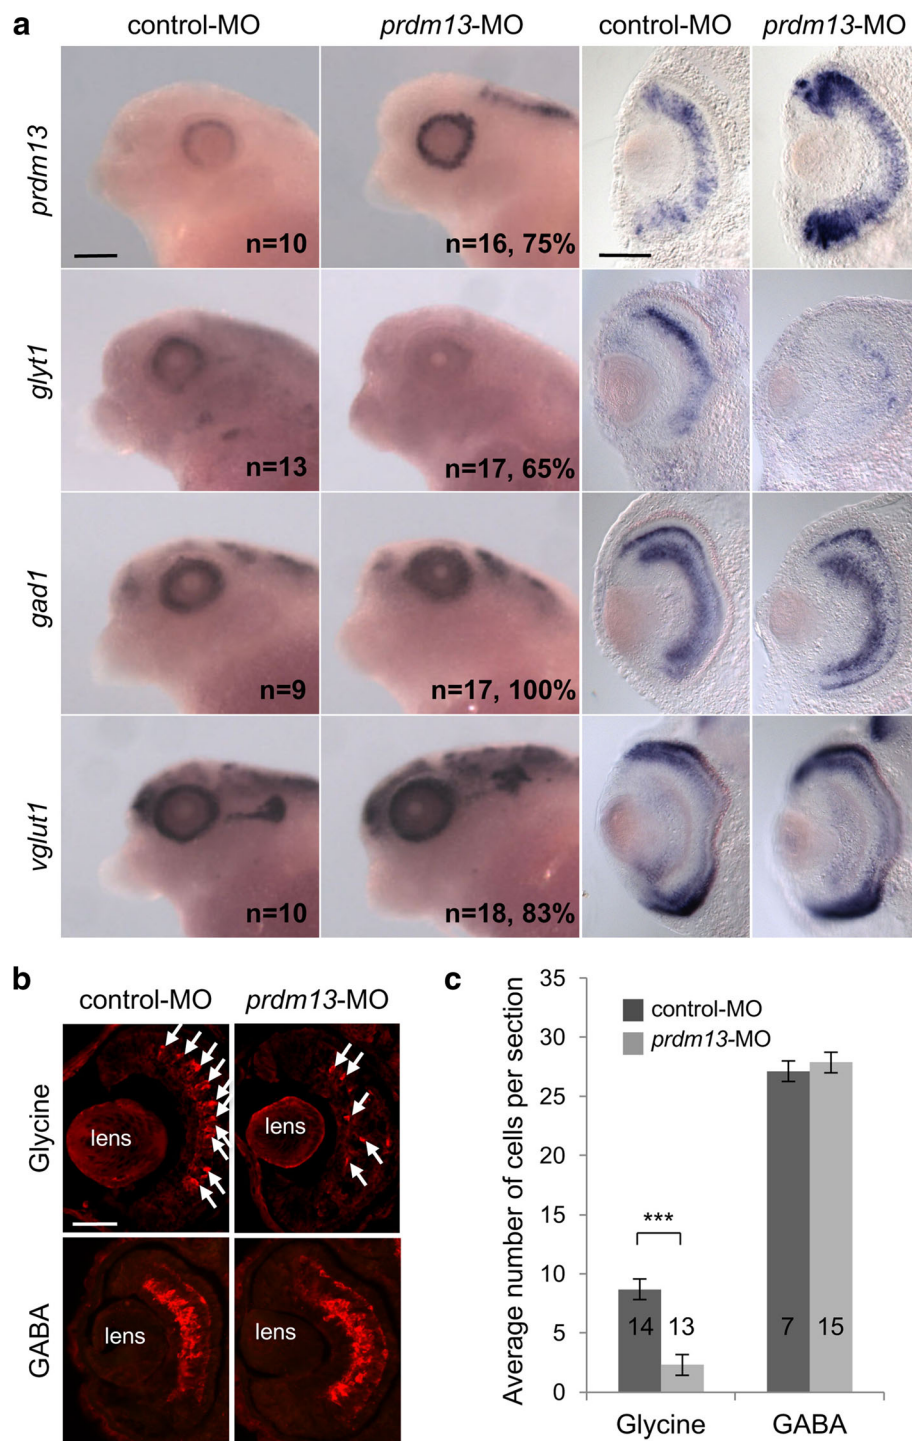 a
control-MO prdm13-MO control-MO prdm13-MO
prdm13
n=10
n=16, 75%
glyt1
n=13
n=17, 65%
gad1
n=9
n=17, 100%
vglut1
n=10
n=18, 83%
b
control-MO prdm13-MO
Glycine
lens
lens
GABA
lens
lens
c
Average number of cells per section
35
30
25
20
15
10
5
0
control-MO
prdm13-MO
***
14
13
7
15
Glycine
GABA